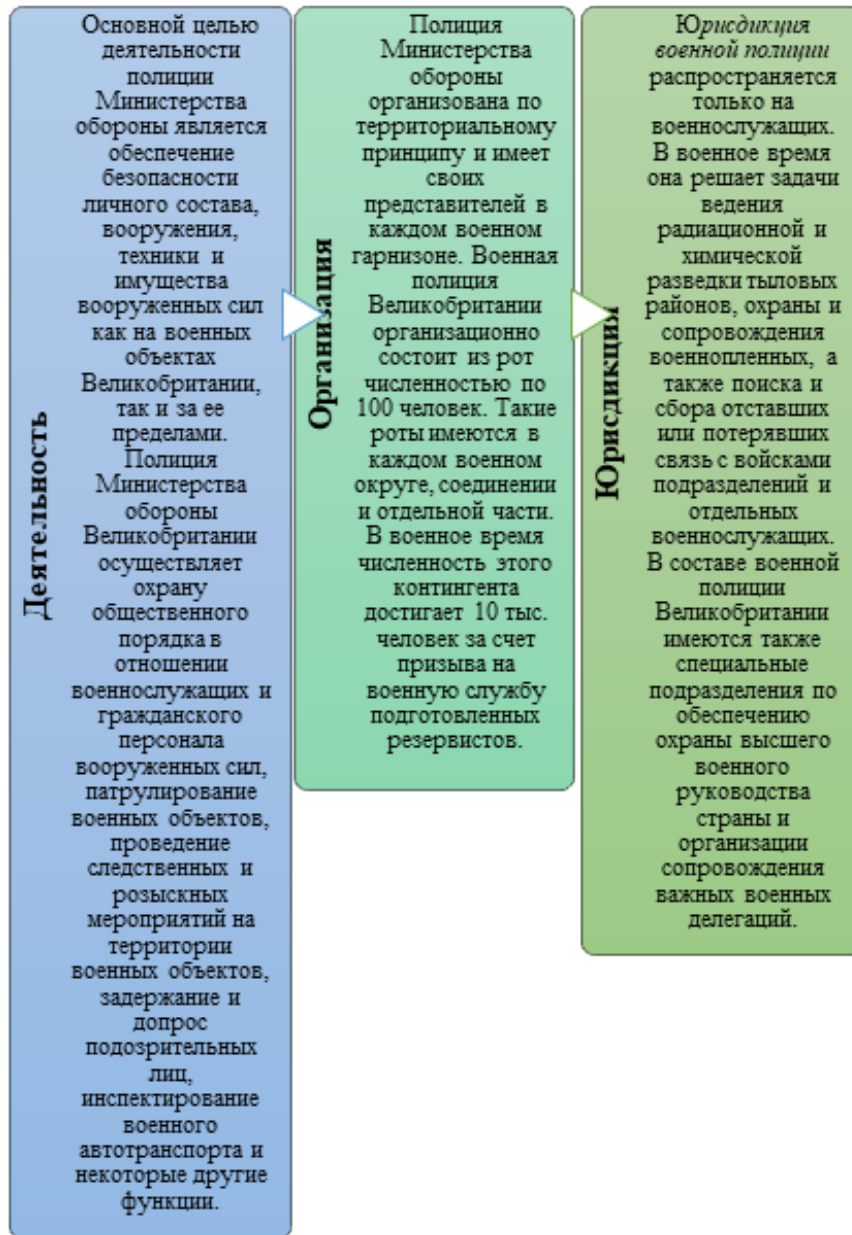 Деятельность
Основной целью
деятельности
полиции
Министерства
обороны является
обеспечение
безопасности
личного состава,
вооружения,
техники и
имущества
вооруженных сил
как на военных
объектах
Великобритании,
так и за ее
пределами.
Полиция
Министерства
обороны
Великобритании
осуществляет
охрану
общественного
порядка в
отношении
военнослужащих и
гражданского
персонала
вооруженных сил,
патрулирование
военных объектов,
проведение
следственных и
розыскных
мероприятий на
территории
военных объектов,
задержание и
допрос
подозрительных
лиц,
инспектирование
военного
автотранспорта и
некоторые другие
функции.
Организация
Полиция
Министерства
обороны
организована по
территориальному
принципу и имеет
своих
представителей в
каждом военном
гарнизоне. Военная
полиция
Великобритании
организационно
состоит из рот
численностью по
100 человек. Такие
роты имеются в
каждом военном
округе, соединении
и отдельной части.
В военное время
численность этого
контингента
достигает 10 тыс.
человек за счет
призыва на
военную службу
подготовленных
резервистов.
Юрисдикция
Юрисдикция
военной полиции
распространяется
только на
военнослужащих.
В военное время
она решает задачи
ведения
радиационной и
химической
разведки тыловых
районов, охраны и
сопровождения
военнопленных, а
также поиска и
сбора отставших
или потерявших
связь с войсками
подразделений и
отдельных
военнослужащих.
В составе военной
полиции
Великобритании
имеются также
специальные
подразделения по
обеспечению
охраны высшего
военного
руководства
страны и
организации
сопровождения
важных военных
делегаций.